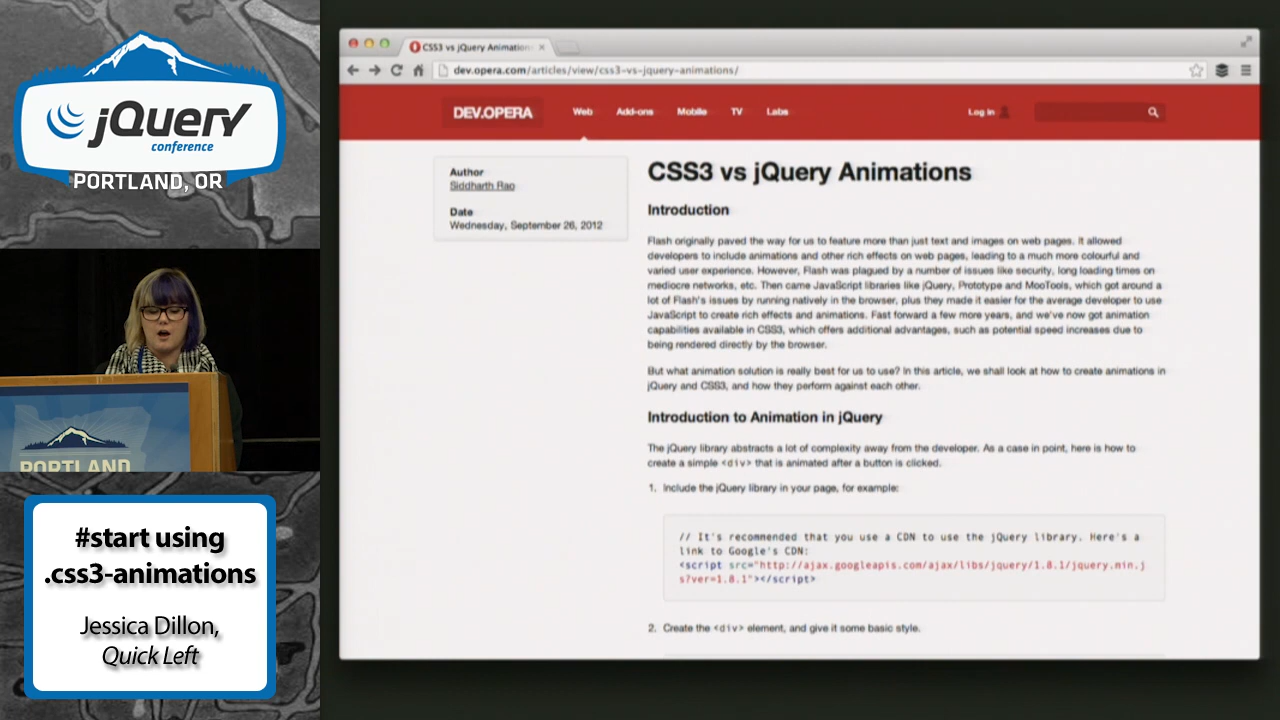 jQuery
conference
PORTLAND, OR
PORTLAND
#start using
.css3-animations
Jessica Dillon,
Quick Left
CSS3 vs jQuery Animation
dev.opera.com/articles/view/css3-vs-jquery-animations/
DEV.OPERA Web Add-ons Mobile TV Labs Log in
Author
Siddharth Rao
Date
Wednesday, September 26, 2012
CSS3 vs jQuery Animations
Introduction
Flash originally paved the way for us to feature more than just text and images on web pages. It allowed
developers to include animations and other rich effects on web pages, leading to a much more colourful and
varied user experience. However, Flash was plagued by a number of issues like security, long loading times on
mediocre networks, etc. Then came JavaScript libraries like jQuery, Prototype and MooTools, which got around a
lot of Flash's issues by running natively in the browser, plus they made it easier for the average developer to use
JavaScript to create rich effects and animations. Fast forward a few more years, and we've now got animation
capabilities available in CSS3, which offers additional advantages, such as potential speed increases due to
being rendered directly by the browser.
But what animation solution is really best for us to use? In this article, we shall look at how to create animations in
jQuery and CSS3, and how they perform against each other.
Introduction to Animation in jQuery
The jQuery library abstracts a lot of complexity away from the developer. As a case in point, here is how to
create a simple <div> that is animated after a button is clicked.
1. Include the jQuery library in your page, for example:
// It's recommended that you use a CDN to use the jQuery library. Here's a
link to Google's CDN:
<script src="http://ajax.googleapis.com/ajax/libs/jquery/1.8.1/jquery.min.j
s?ver=1.8.1"></script>
2. Create the <div> element, and give it some basic style.